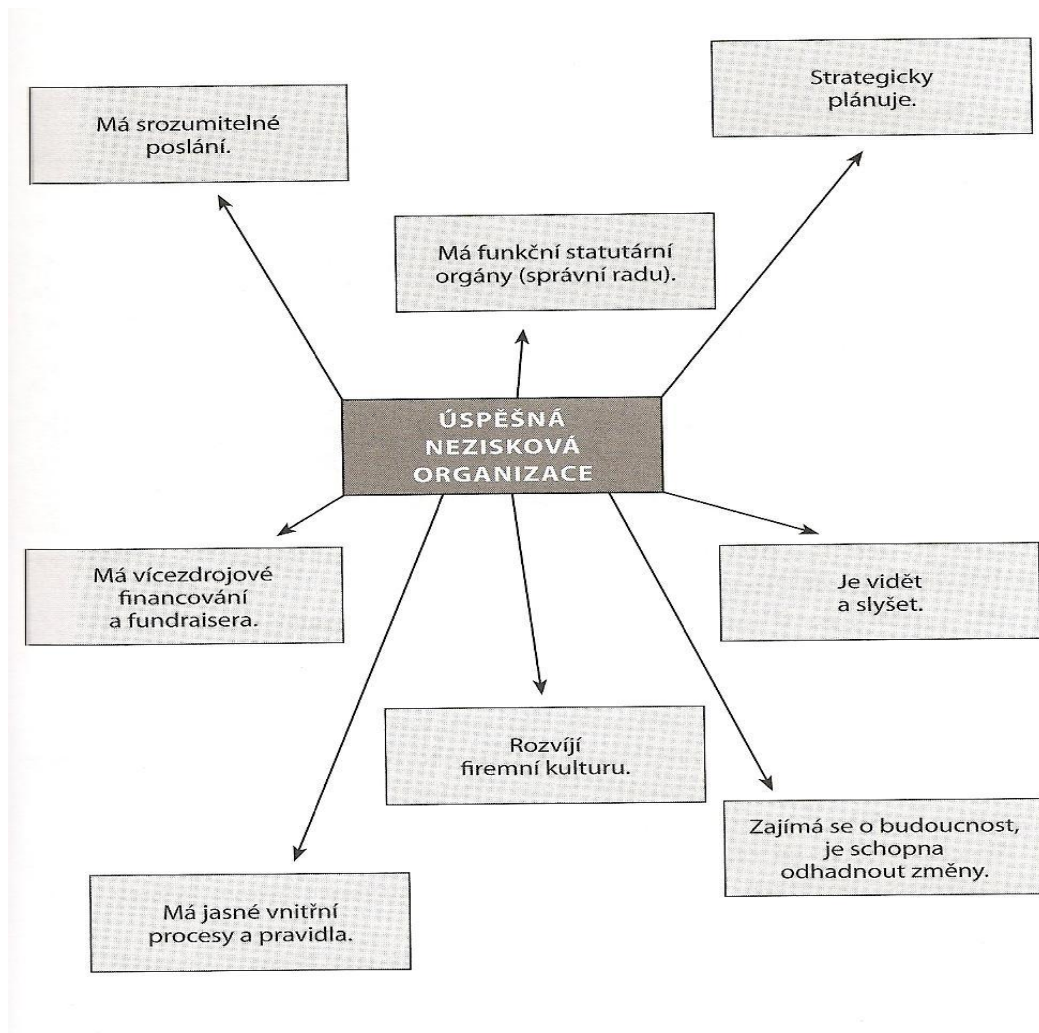 Strategicky
plánuje.
Má srozumitelné
poslání.
Má funkční statutární
orgány (správní radu).
ÚSPĚŠNÁ
NEZISKOVÁ
ORGANIZACE
Má vícezdrojové
financování
a fundraisera.
Je vidět
a slyšet.
Rozvíjí
firemní kulturu.
Zajímá se o budoucnost,
je schopna
odhadnout změny.
Má jasné vnitřní
procesy a pravidla.